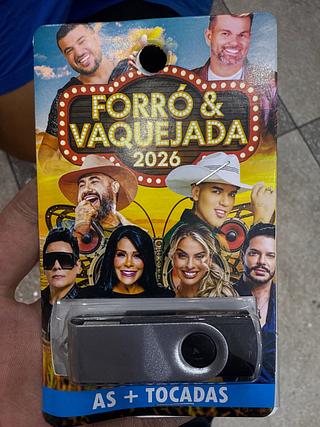 FORRÓ &
VAQUEJADA
2026
AS + TOCADAS